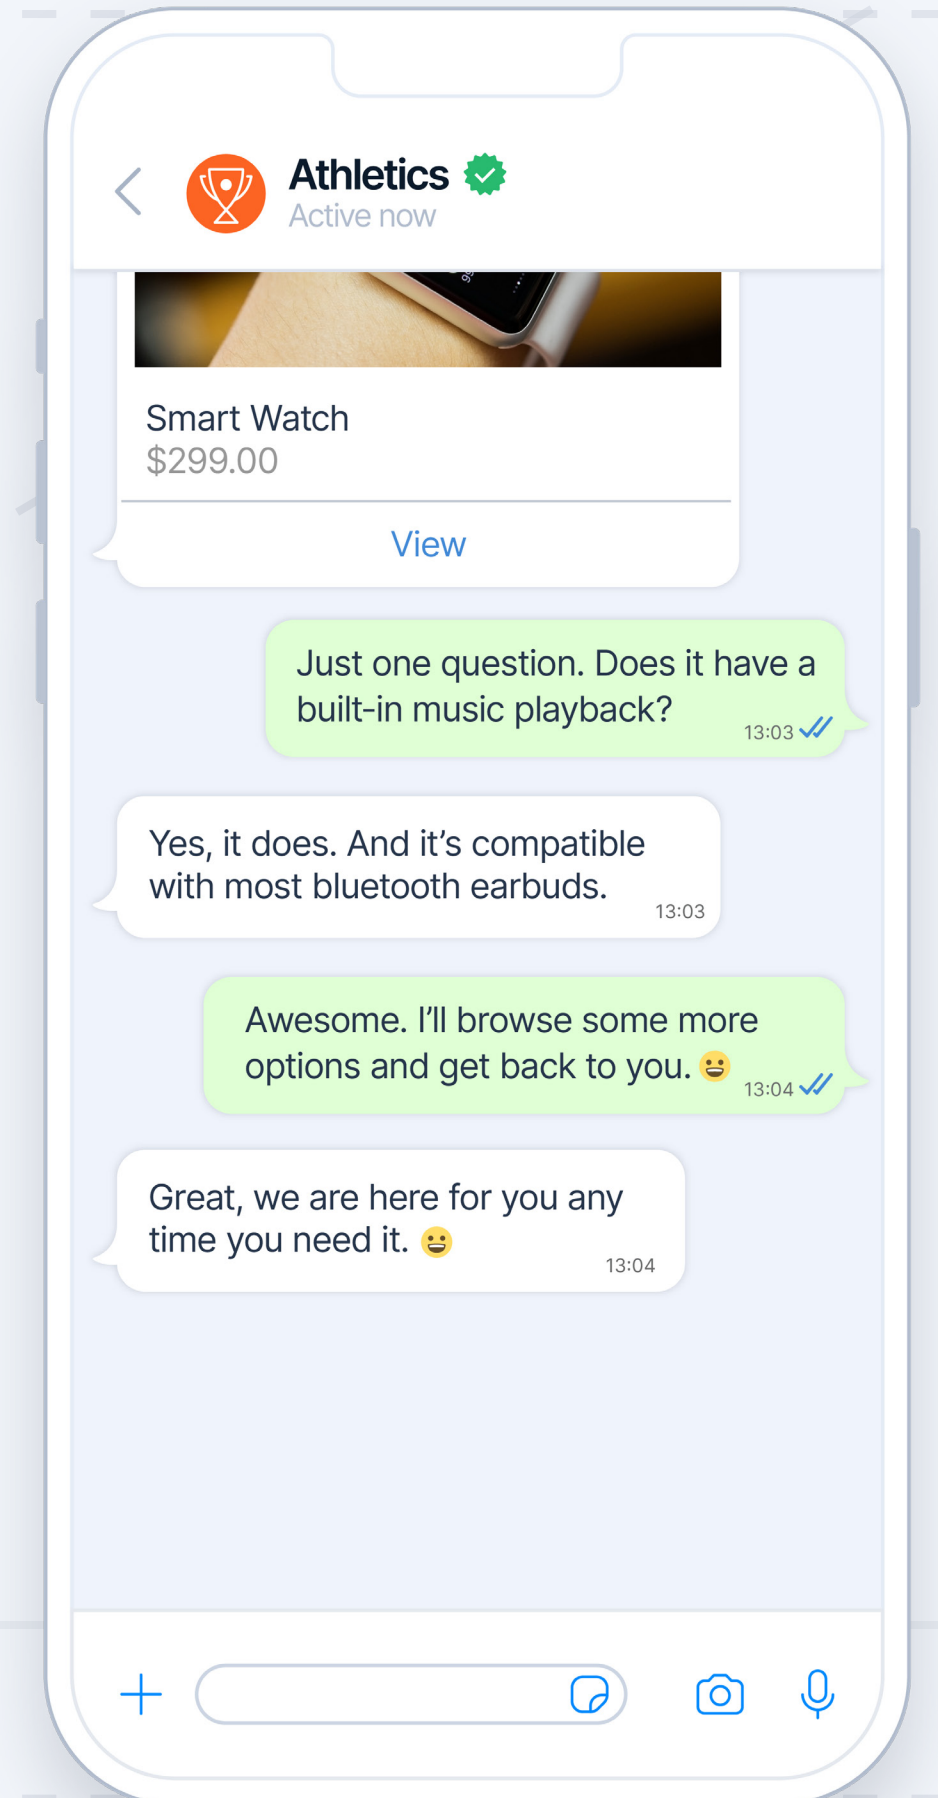 Athletics
Active now
Smart Watch
$299.00
View
Just one question. Does it have a
built-in music playback?
13:03
Yes, it does. And it's compatible
with most bluetooth earbuds.
13:03
Awesome. I'll browse some more
options and get back to you. 😀
13:04
Great, we are here for you any
time you need it. 😀
13:04